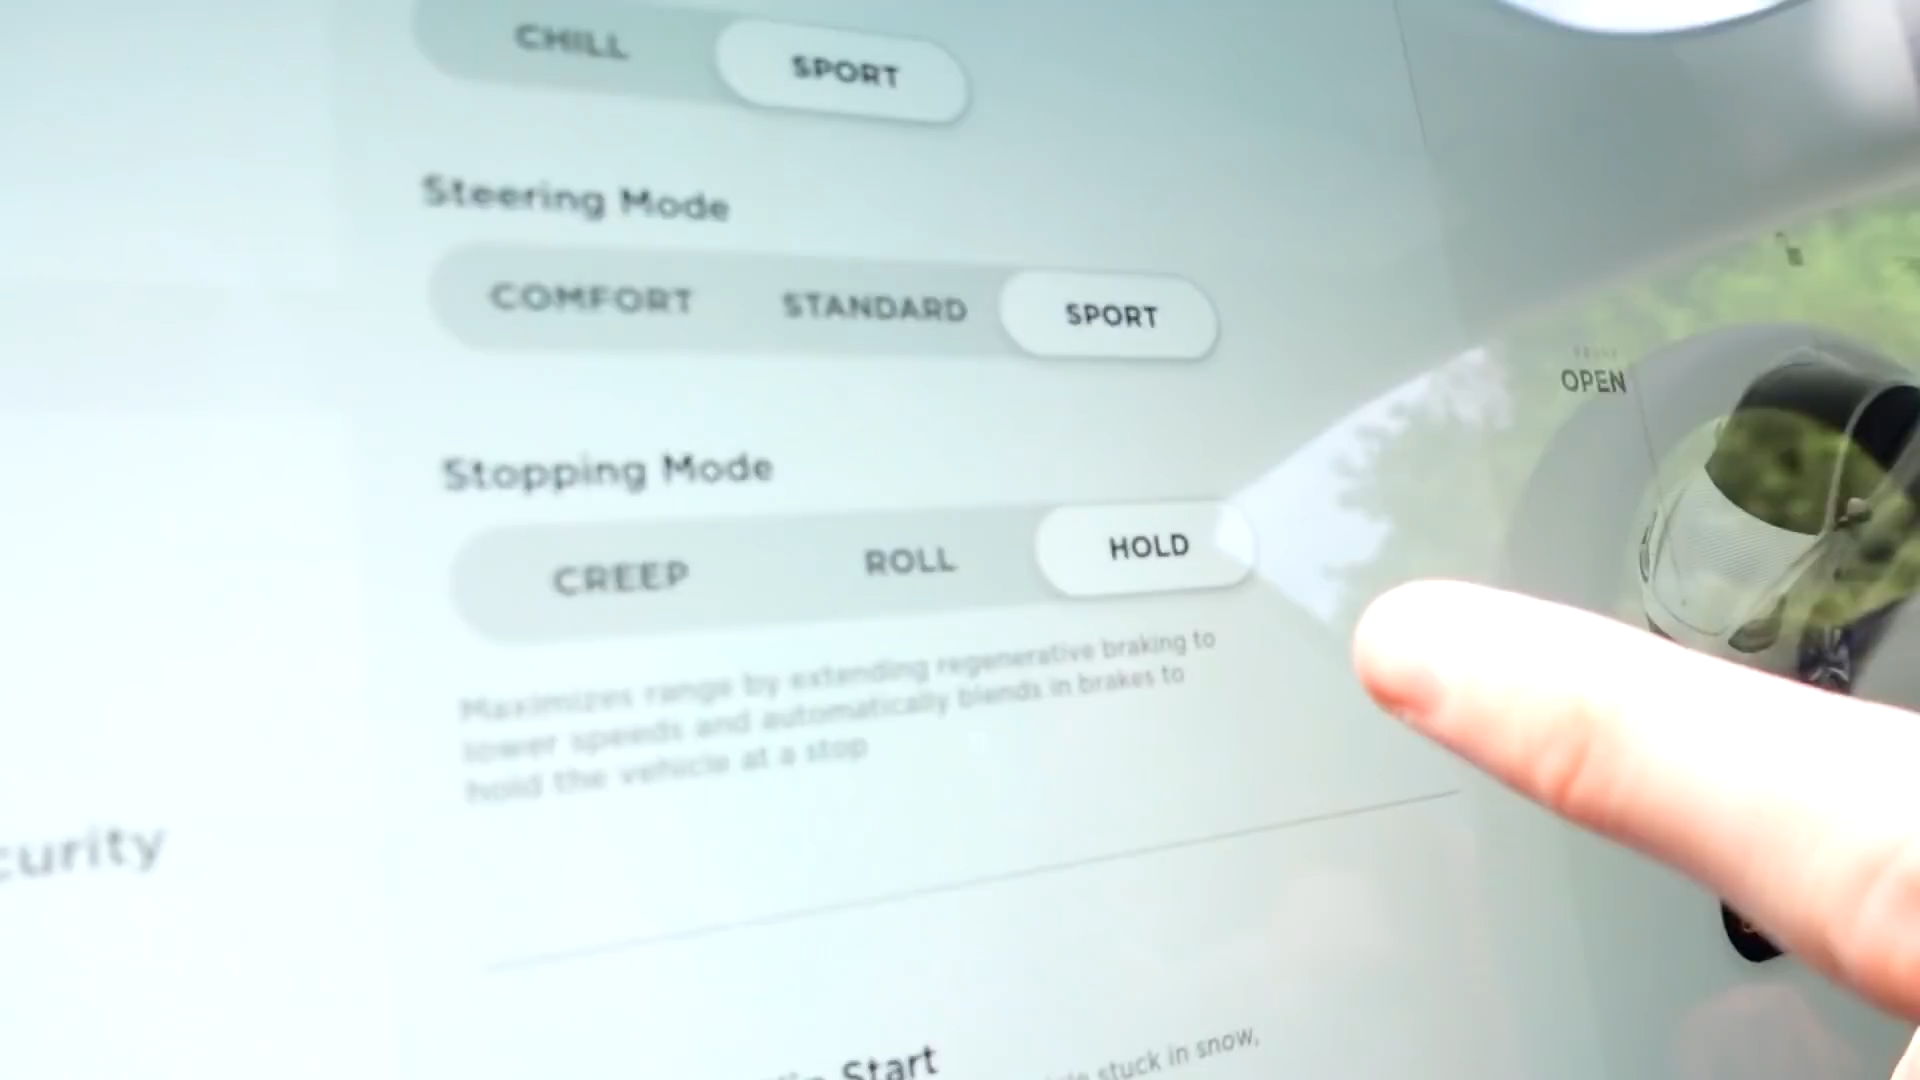 CHILL SPORT
Steering Mode
COMFORT STANDARD SPORT
OPEN
Stopping Mode
CREEP ROLL HOLD
Maximizes range by extending regenerative braking to
lower speeds and automatically blends in brakes to
hold the vehicle at a stop
curity
Start
stuck in snow,